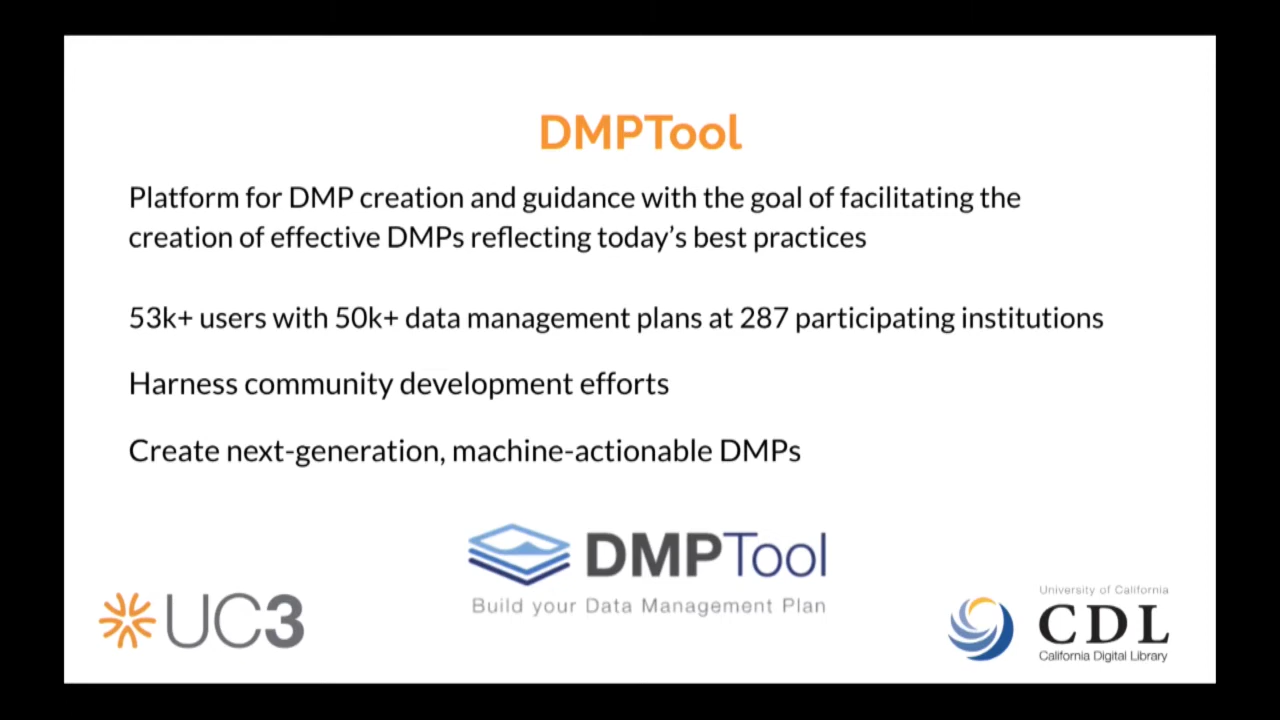 DMPTool
Platform for DMP creation and guidance with the goal of facilitating the
creation of effective DMPs reflecting today's best practices
53k+ users with 50k+ data management plans at 287 participating institutions
Harness community development efforts
Create next-generation, machine-actionable DMPs
DMPTool
Build your Data Management Plan
UC3
University of California
CDL
California Digital Library